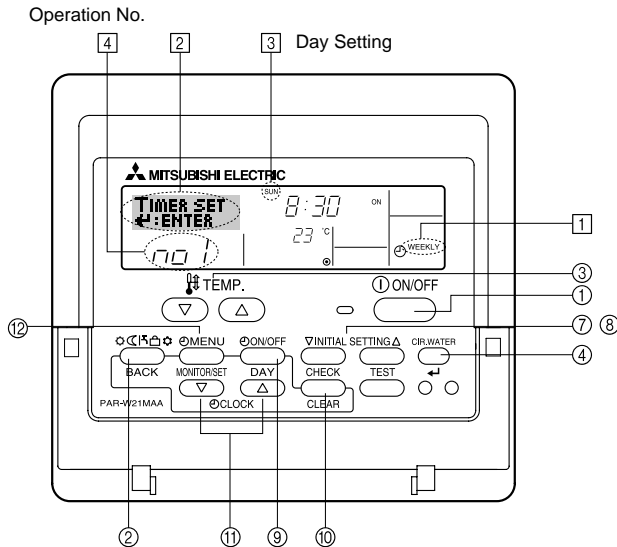 Operation No.
4 2 3 Day Setting
MITSUBISHI ELECTRIC
SUN
TIMER SET
8:30 ON
↵:ENTER
23 °C
WEEKLY
1
no 1
TEMP.
ON/OFF
3
▽ △
1
12
7 8
MENU ON/OFF ▽INITIAL SETTING△ CIR.WATER
4
BACK MONITOR/SET DAY CHECK TEST ↵
▽ △
PAR-W21MAA CLOCK CLEAR
2 11 9 10